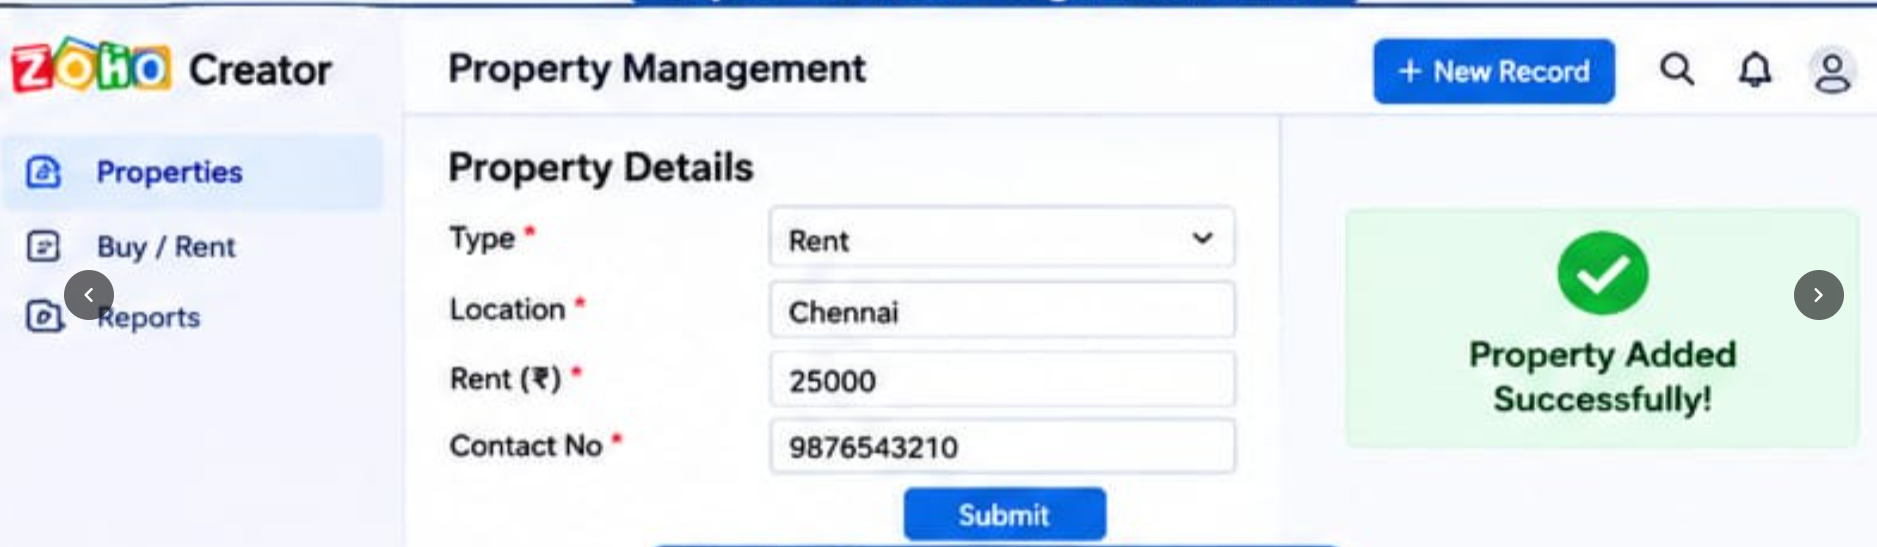 ZOHO Creator
Property Management
+ New Record
Properties
Buy / Rent
Reports
Property Details
Type *
Rent
Location *
Chennai
Rent (₹) *
25000
Contact No *
9876543210
Submit
Property Added
Successfully!